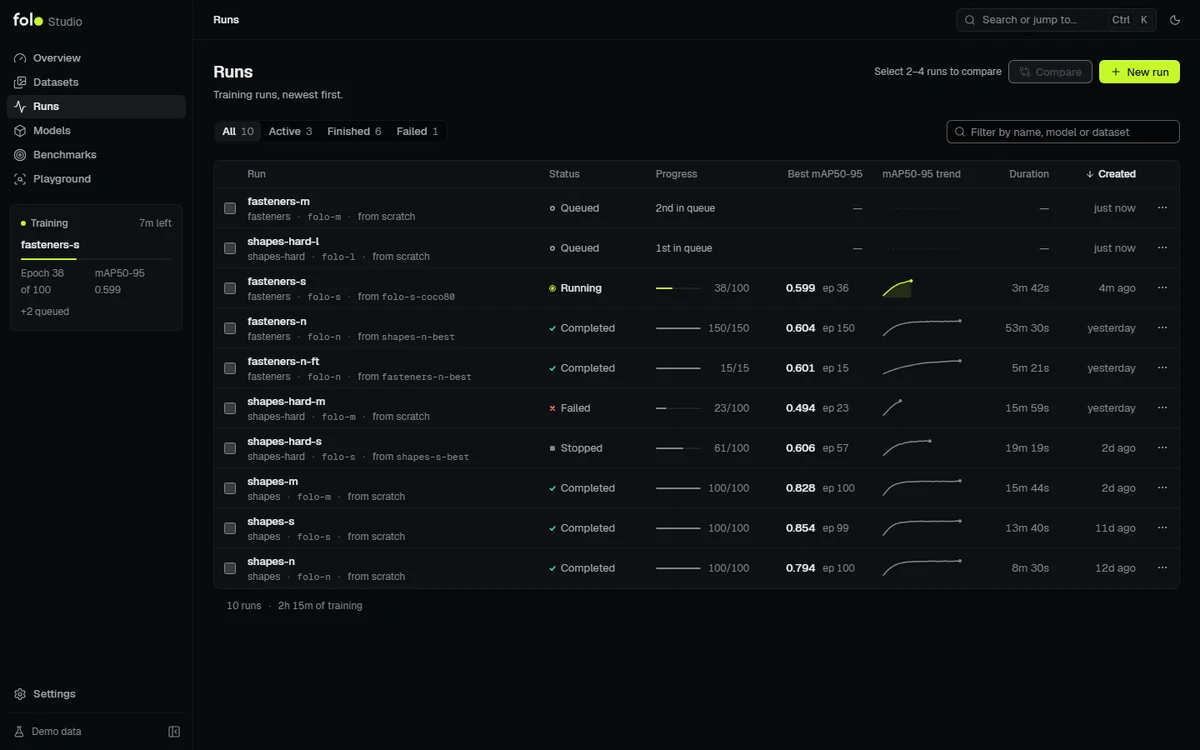 folo Studio
Runs
Search or jump to… Ctrl K
Overview
Datasets
Runs
Models
Benchmarks
Playground
Training 7m left
fasteners-s
Epoch 38 of 100
mAP50-95 0.599
+2 queued
Settings
Demo data
Runs
Training runs, newest first.
Select 2–4 runs to compare Compare + New run
All 10 Active 3 Finished 6 Failed 1
Filter by name, model or dataset
Run Status Progress Best mAP50-95 mAP50-95 trend Duration ↓ Created
fasteners-m
fasteners · folo-m · from scratch
Queued 2nd in queue — — just now ···
shapes-hard-l
shapes-hard · folo-l · from scratch
Queued 1st in queue — — just now ···
fasteners-s
fasteners · folo-s · from folo-s-coco80
Running 38/100 0.599 ep 36 3m 42s 4m ago ···
fasteners-n
fasteners · folo-n · from shapes-n-best
Completed 150/150 0.604 ep 150 53m 30s yesterday ···
fasteners-n-ft
fasteners · folo-n · from fasteners-n-best
Completed 15/15 0.601 ep 15 5m 21s yesterday ···
shapes-hard-m
shapes-hard · folo-m · from scratch
Failed 23/100 0.494 ep 23 15m 59s yesterday ···
shapes-hard-s
shapes-hard · folo-s · from shapes-s-best
Stopped 61/100 0.606 ep 57 19m 19s 2d ago ···
shapes-m
shapes · folo-m · from scratch
Completed 100/100 0.828 ep 100 15m 44s 2d ago ···
shapes-s
shapes · folo-s · from scratch
Completed 100/100 0.854 ep 99 13m 40s 11d ago ···
shapes-n
shapes · folo-n · from scratch
Completed 100/100 0.794 ep 100 8m 30s 12d ago ···
10 runs · 2h 15m of training